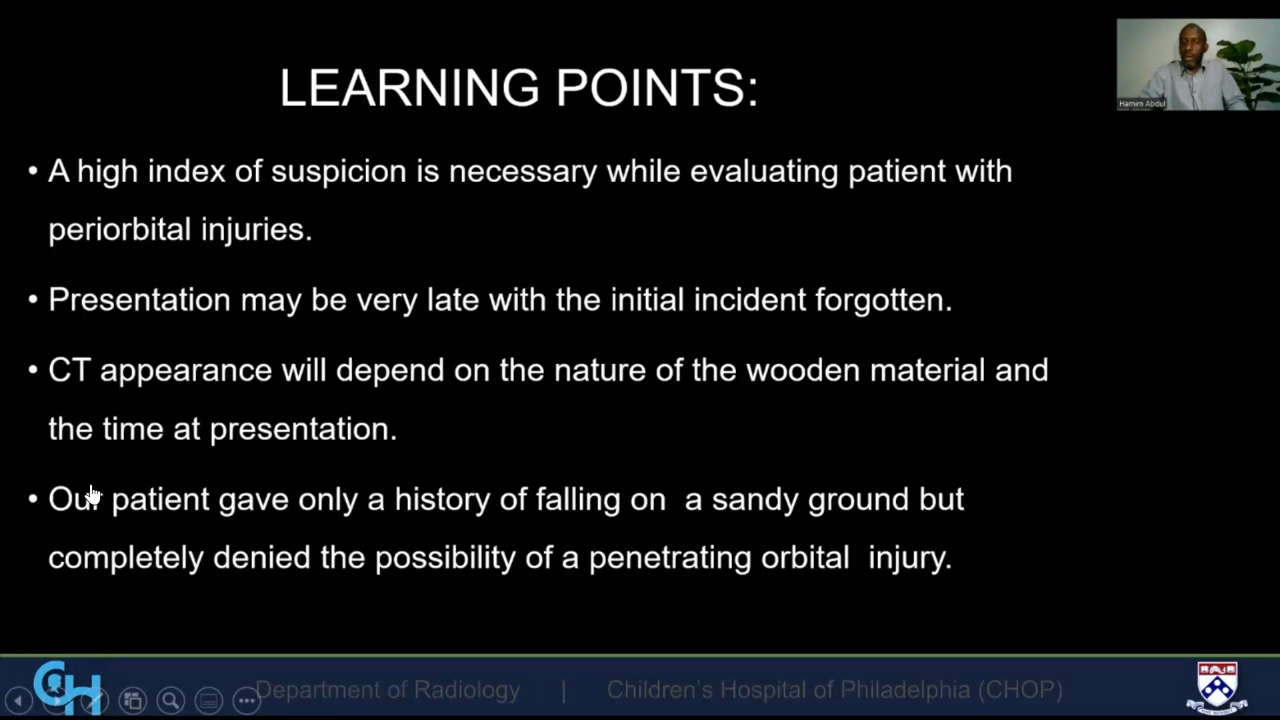 Hamim Abdul
LEARNING POINTS:
• A high index of suspicion is necessary while evaluating patient with
periorbital injuries.
• Presentation may be very late with the initial incident forgotten.
• CT appearance will depend on the nature of the wooden material and
the time at presentation.
• Our patient gave only a history of falling on a sandy ground but
completely denied the possibility of a penetrating orbital injury.
Department of Radiology | Children's Hospital of Philadelphia (CHOP)